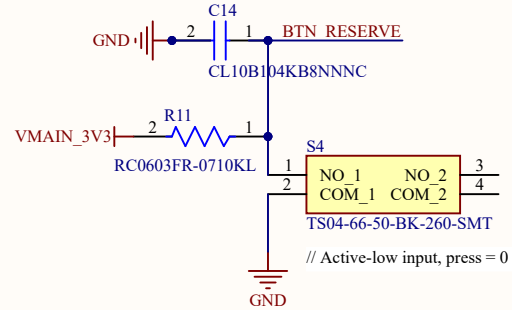 C14
GND 2 1 BTN_RESERVE
CL10B104KB8NNNC
R11
VMAIN_3V3 2 1
RC0603FR-0710KL
S4
1 NO_1 NO_2 3
2 COM_1 COM_2 4
TS04-66-50-BK-260-SMT
// Active-low input, press = 0
GND